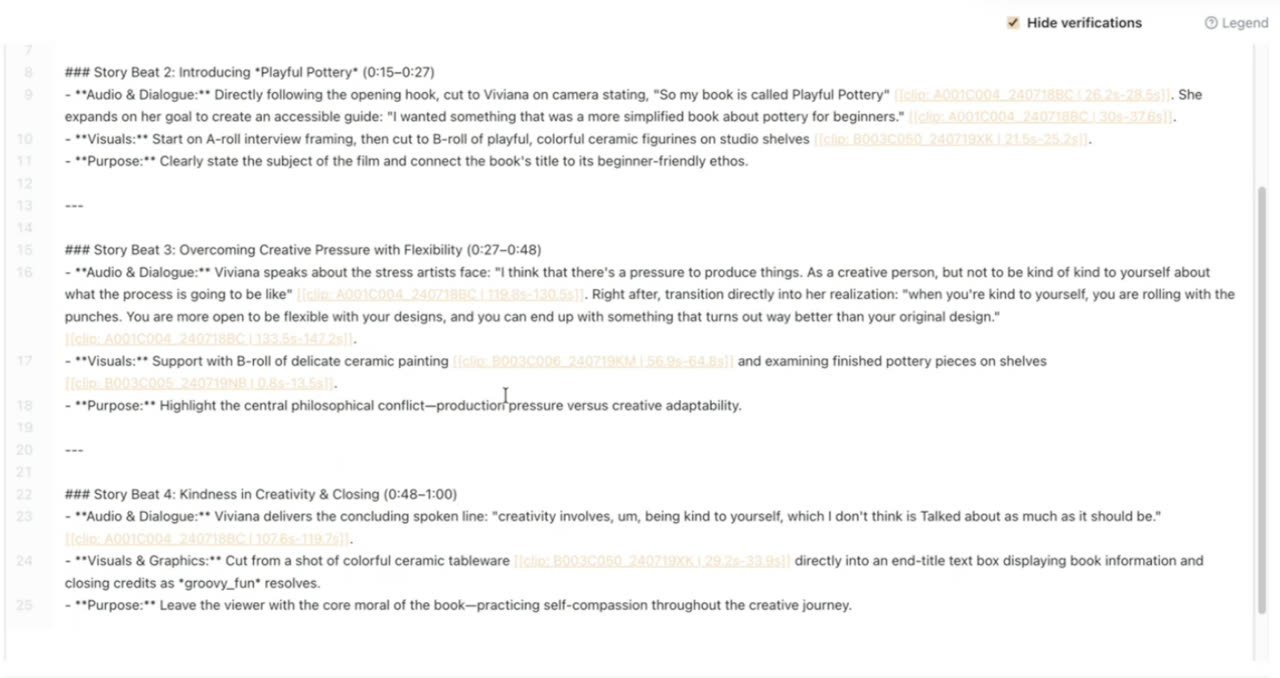 Hide verifications
Legend
7
8 ### Story Beat 2: Introducing *Playful Pottery* (0:15–0:27)
9 - **Audio & Dialogue:** Directly following the opening hook, cut to Viviana on camera stating, "So my book is called Playful Pottery" [[clip: A001C004_240718BC | 26.2s-28.5s]]. She
expands on her goal to create an accessible guide: "I wanted something that was a more simplified book about pottery for beginners." [[clip: A001C004_240718BC | 30s-37.6s]].
10 - **Visuals:** Start on A-roll interview framing, then cut to B-roll of playful, colorful ceramic figurines on studio shelves [[clip: B003C050_240719XK | 21.5s-25.2s]].
11 - **Purpose:** Clearly state the subject of the film and connect the book's title to its beginner-friendly ethos.
12
13 ---
14
15 ### Story Beat 3: Overcoming Creative Pressure with Flexibility (0:27–0:48)
16 - **Audio & Dialogue:** Viviana speaks about the stress artists face: "I think that there's a pressure to produce things. As a creative person, but not to be kind of kind to yourself about
what the process is going to be like" [[clip: A001C004_240718BC | 119.8s-130.5s]]. Right after, transition directly into her realization: "when you're kind to yourself, you are rolling with the
punches. You are more open to be flexible with your designs, and you can end up with something that turns out way better than your original design."
[[clip: A001C004_240718BC | 133.5s-147.2s]].
17 - **Visuals:** Support with B-roll of delicate ceramic painting [[clip: B003C006_240719KM | 56.9s-64.8s]] and examining finished pottery pieces on shelves
[[clip: B003C005_240719NB | 0.8s-13.5s]].
18 - **Purpose:** Highlight the central philosophical conflict—production pressure versus creative adaptability.
19
20 ---
21
22 ### Story Beat 4: Kindness in Creativity & Closing (0:48–1:00)
23 - **Audio & Dialogue:** Viviana delivers the concluding spoken line: "creativity involves, um, being kind to yourself, which I don't think is Talked about as much as it should be."
[[clip: A001C004_240718BC | 107.6s-119.7s]].
24 - **Visuals & Graphics:** Cut from a shot of colorful ceramic tableware [[clip: B003C050_240719XK | 29.2s-33.9s]] directly into an end-title text box displaying book information and
closing credits as *groovy_fun* resolves.
25 - **Purpose:** Leave the viewer with the core moral of the book—practicing self-compassion throughout the creative journey.